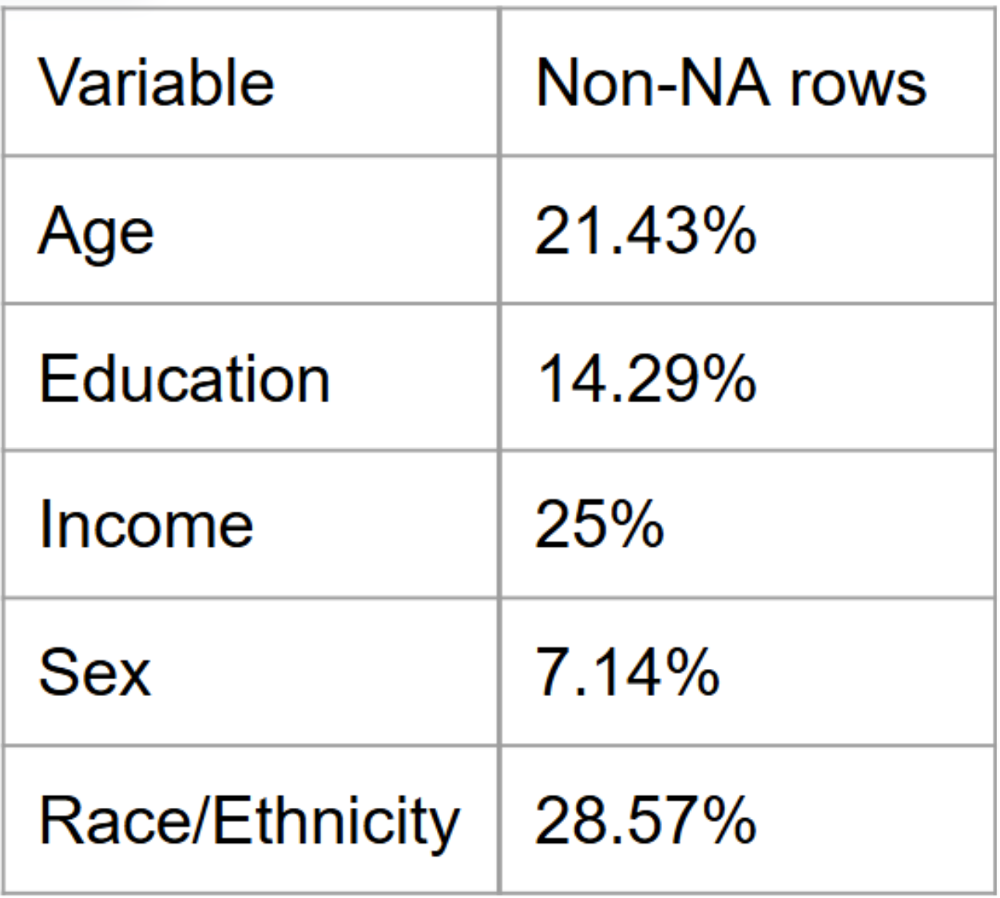 Variable Non-NA rows
Age 21.43%
Education 14.29%
Income 25%
Sex 7.14%
Race/Ethnicity 28.57%